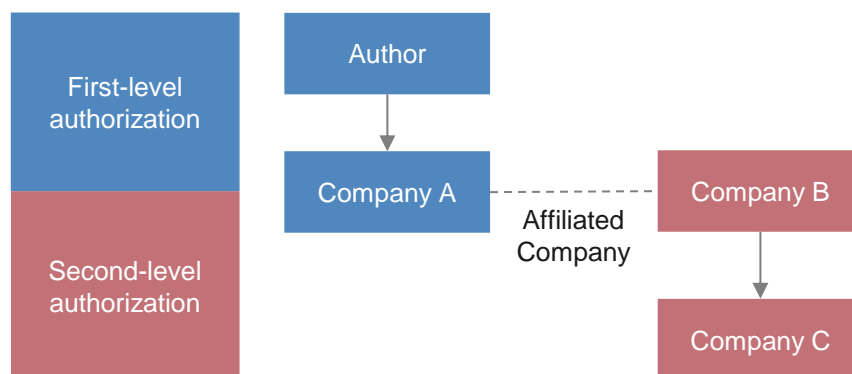 First-level
authorization
Second-level
authorization
Author
Company A
Affiliated
Company
Company B
Company C